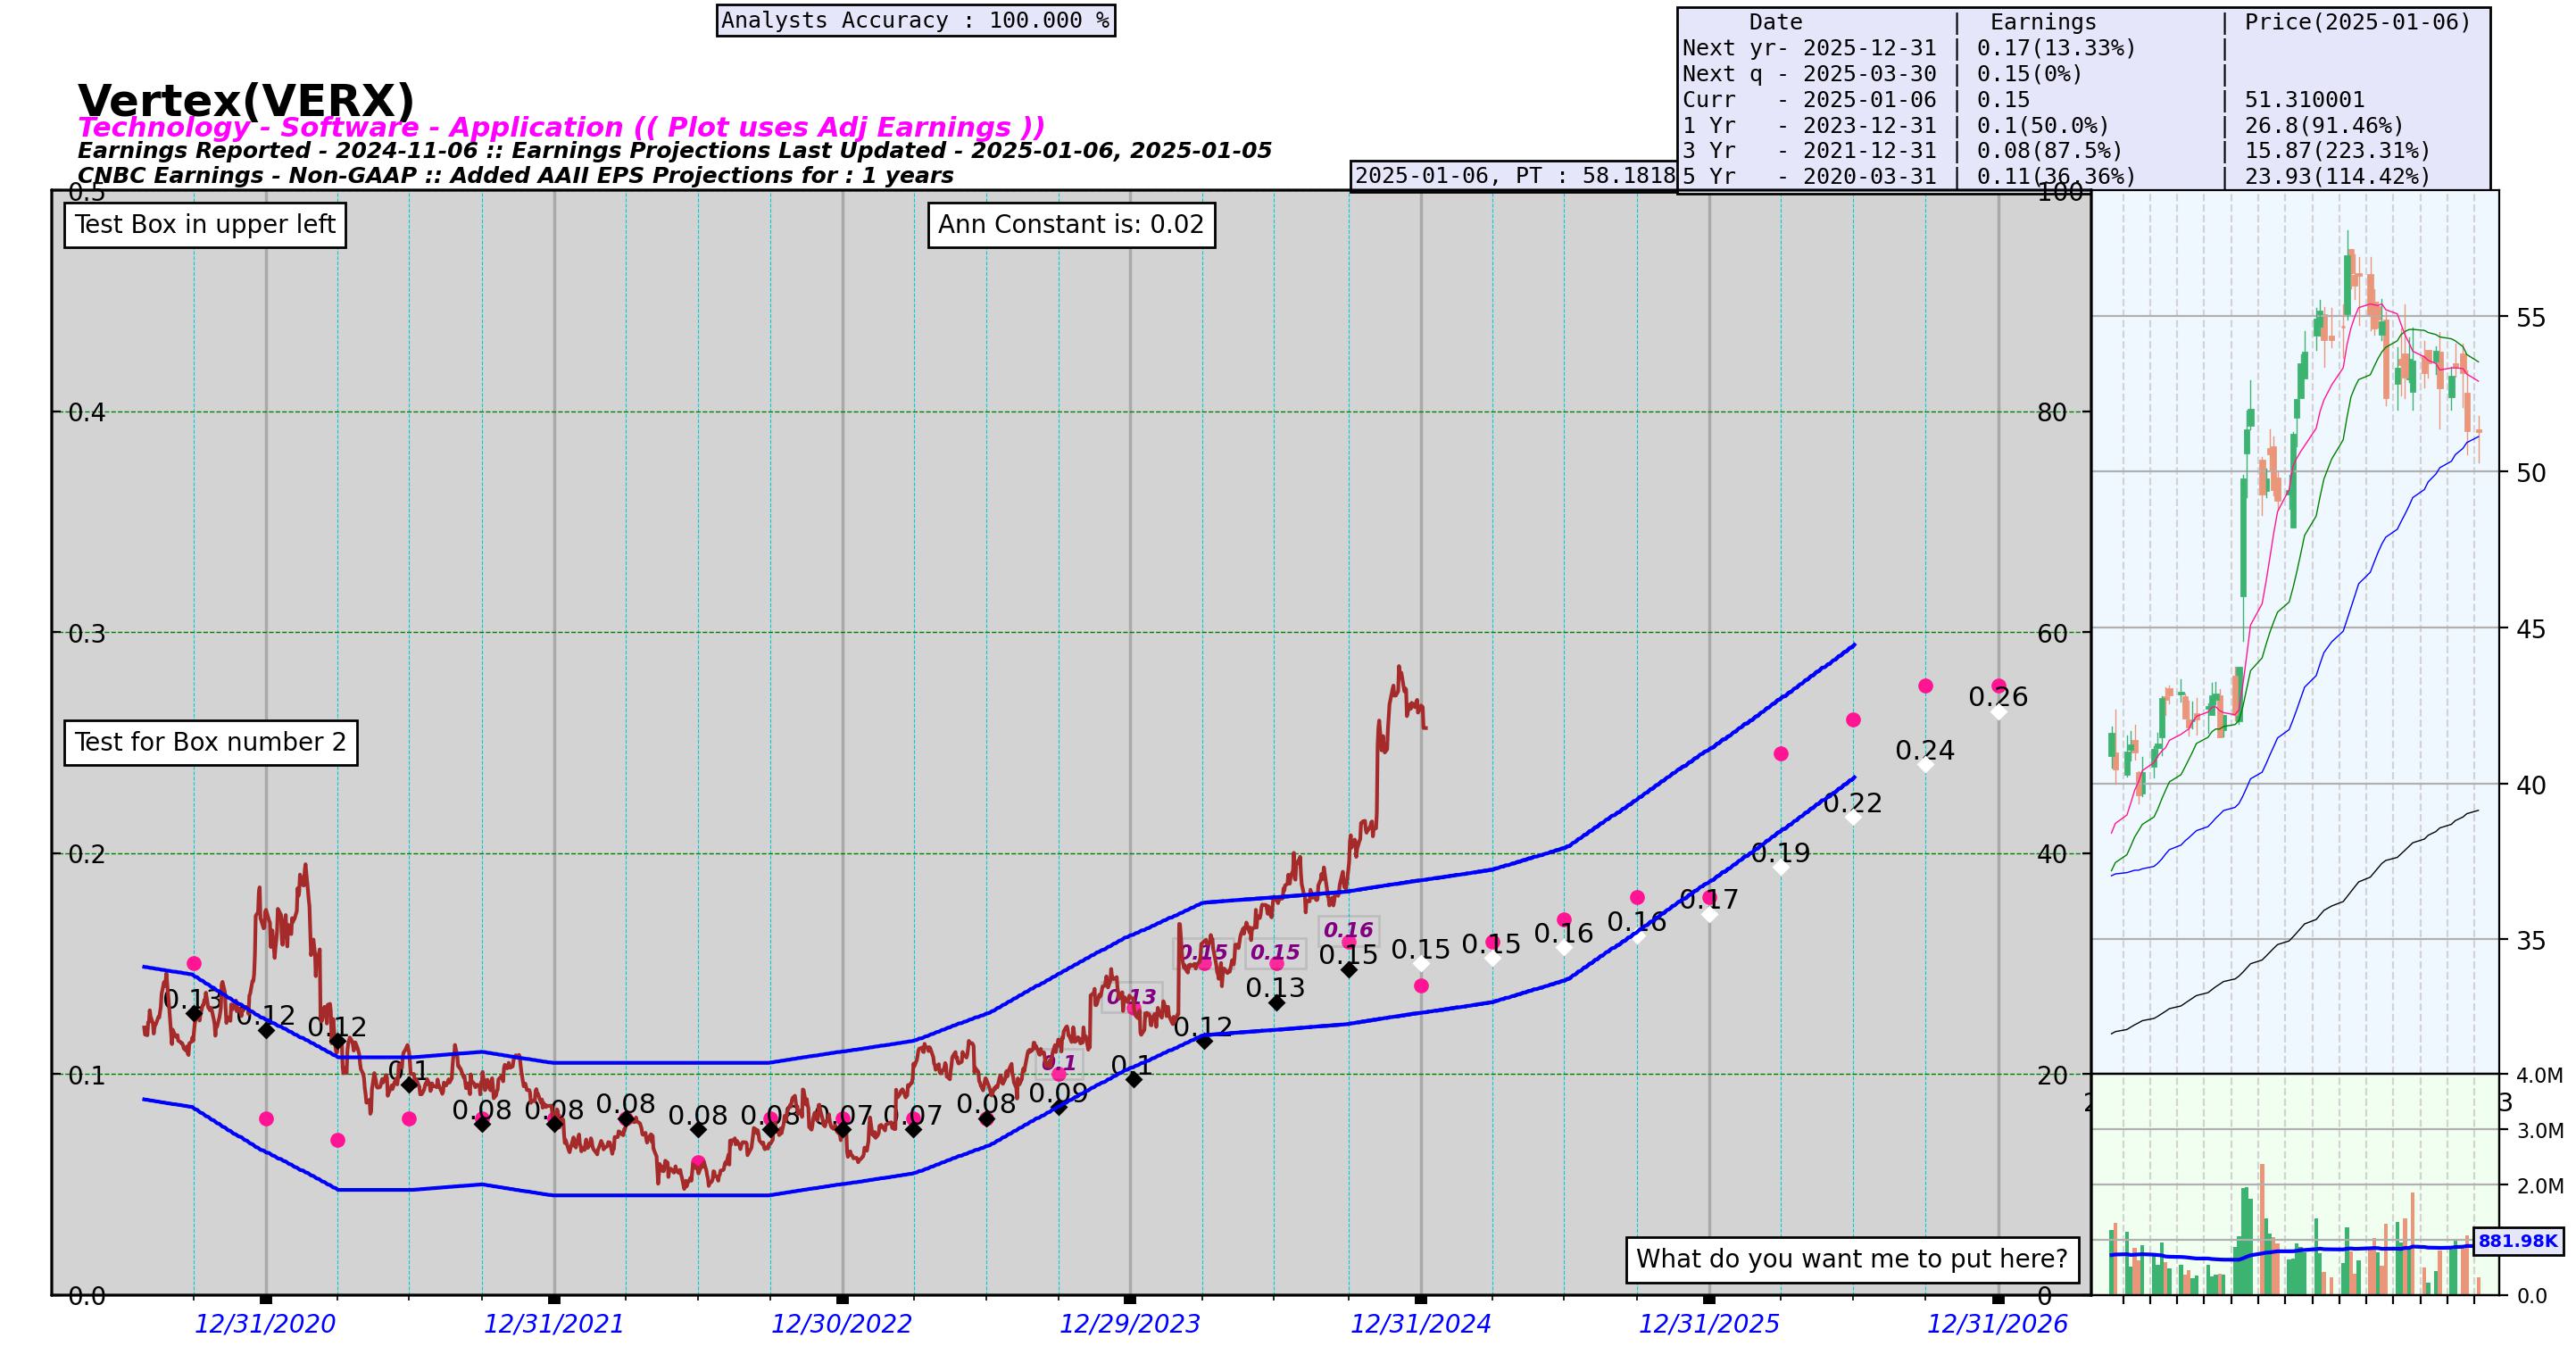 Analysts Accuracy : 100.000 %
Date | Earnings | Price(2025-01-06)
Next yr- 2025-12-31 | 0.17(13.33%) |
Next q - 2025-03-30 | 0.15(0%) |
Curr - 2025-01-06 | 0.15 | 51.310001
1 Yr - 2023-12-31 | 0.1(50.0%) | 26.8(91.46%)
3 Yr - 2021-12-31 | 0.08(87.5%) | 15.87(223.31%)
5 Yr - 2020-03-31 | 0.11(36.36%) | 23.93(114.42%)
Vertex(VERX)
Technology - Software - Application (( Plot uses Adj Earnings ))
Earnings Reported - 2024-11-06 :: Earnings Projections Last Updated - 2025-01-06, 2025-01-05
CNBC Earnings - Non-GAAP :: Added AAII EPS Projections for : 1 years
2025-01-06, PT : 58.1818
0.5
100
Test Box in upper left
Ann Constant is: 0.02
55
0.4
80
50
0.3
60
45
0.26
Test for Box number 2
0.24
40
0.22
0.2
0.19
40
0.17
0.16
0.16
0.16
35
0.15
0.15
0.15
0.15
0.15
0.13
0.13
0.13
0.12
0.12
0.12
0.1
0.1
0.1
0.09
0.1
20
4.0M
0.08
0.08
0.08
0.08
0.08
0.07
0.07
0.08
3
3.0M
2.0M
881.98K
What do you want me to put here?
0.0
0
0.0
12/31/2020
12/31/2021
12/30/2022
12/29/2023
12/31/2024
12/31/2025
12/31/2026